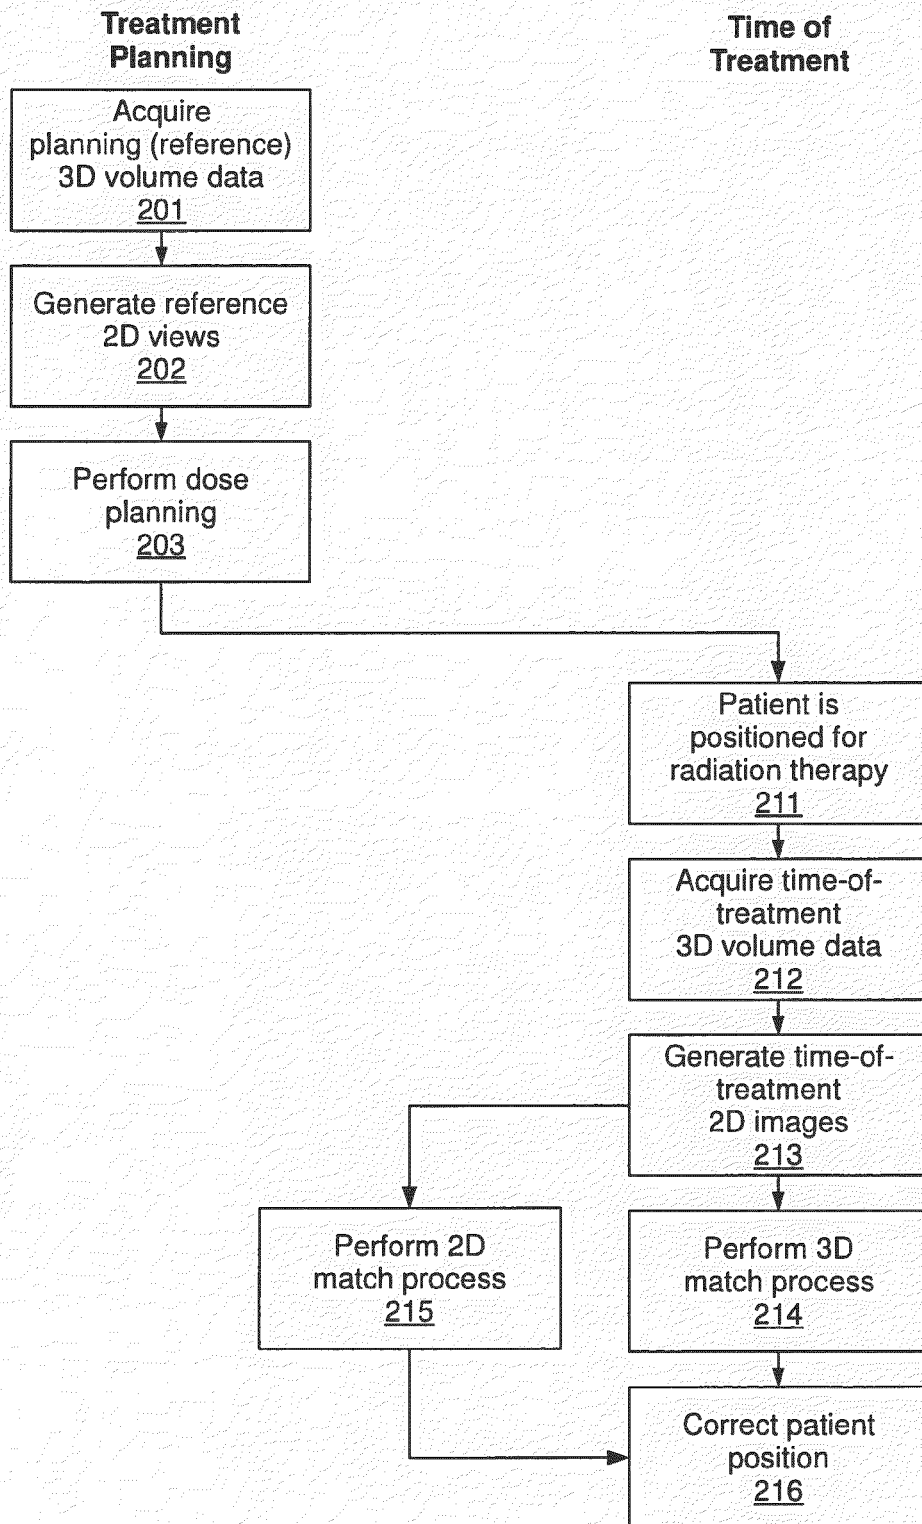 Treatment
Planning
Time of
Treatment
Acquire
planning (reference)
3D volume data
201
Generate reference
2D views
202
Perform dose
planning
203
Patient is
positioned for
radiation therapy
211
Acquire time-of-
treatment
3D volume data
212
Generate time-of-
treatment
2D images
213
Perform 2D
match process
215
Perform 3D
match process
214
Correct patient
position
216